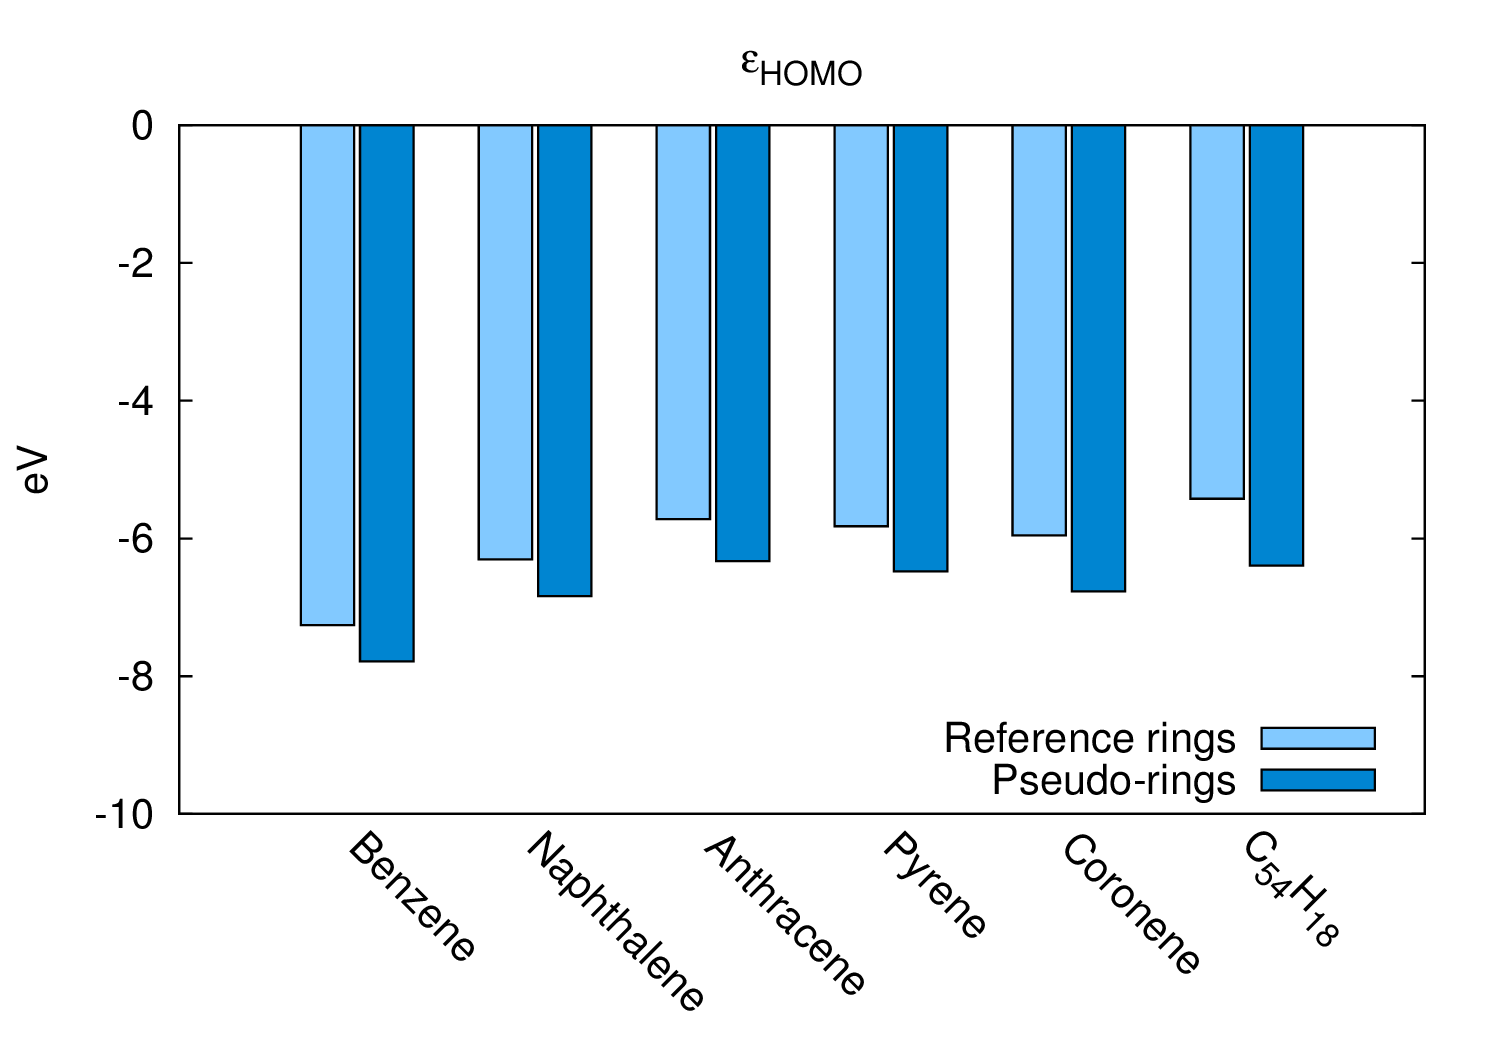 εHOMO
0
-2
-4
-6
-8
-10
eV
Reference rings
Pseudo-rings
Benzene
Naphthalene
Anthracene
Pyrene
Coronene
C54H18